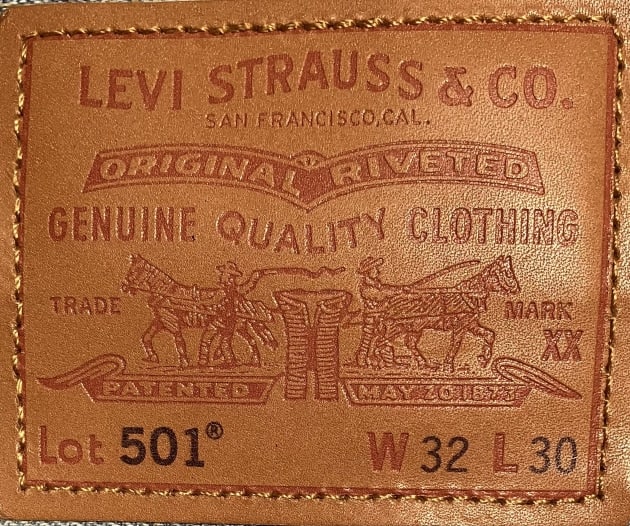 LEVI STRAUSS & CO.
SAN FRANCISCO, CAL.
ORIGINAL RIVETED
GENUINE QUALITY CLOTHING
TRADE MARK
XX
PATENTED MAY 20 1873
Lot 501® W 32 L 30